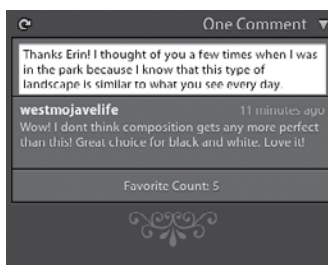 One Comment
Thanks Erin! I thought of you a few times when I was
in the park because I know that this type of
landscape is similar to what you see every day.
westmojavelife 11 minutes ago
Wow! I dont think composition gets any more perfect
than this! Great choice for black and white. Love it!
Favorite Count: 5